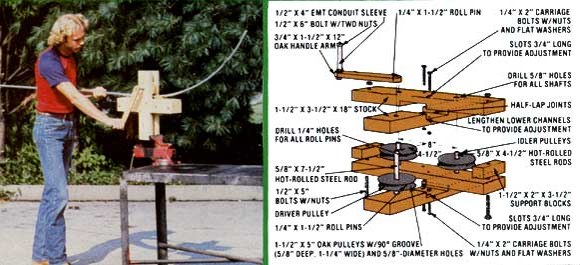 1/2" X 4" EMT CONDUIT SLEEVE
1/2" X 6" BOLT W/TWO NUTS
3/4" X 1-1/2" X 12"
OAK HANDLE ARM
1/4" X 1-1/2" ROLL PIN
1/4" X 2" CARRIAGE
BOLTS W/NUTS
AND FLAT WASHERS
SLOTS 3/4" LONG
TO PROVIDE ADJUSTMENT
DRILL 5/8" HOLES
FOR ALL SHAFTS
1-1/2" X 3-1/2" X 18" STOCK
HALF-LAP JOINTS
LENGTHEN LOWER CHANNELS
TO PROVIDE ADJUSTMENT
DRILL 1/4" HOLES
FOR ALL ROLL PINS
8"
4-1/2"
IDLER PULLEYS
5/8" X 4-1/2" HOT-ROLLED
STEEL RODS
5/8" X 7-1/2"
HOT-ROLLED STEEL ROD
1/2" X 5"
BOLTS W/NUTS
DRIVER PULLEY
1/4" X 1-1/2" ROLL PINS
1-1/2" X 5" OAK PULLEYS W/90° GROOVE
(5/8" DEEP, 1-1/4" WIDE) AND 5/8"-DIAMETER HOLES
1-1/2" X 2" X 3-1/2"
SUPPORT BLOCKS
SLOTS 3/4" LONG
TO PROVIDE ADJUSTMENT
1/4" X 2" CARRIAGE BOLTS
W/NUTS AND FLAT WASHERS